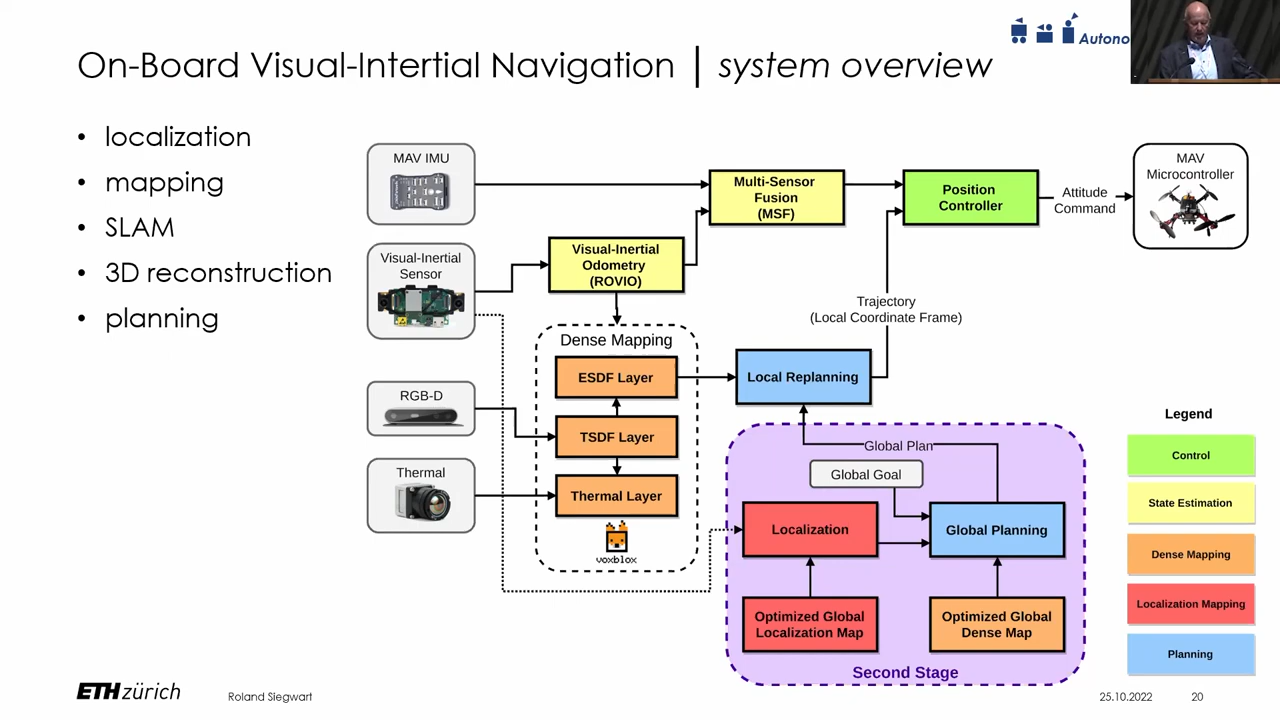 Autono
On-Board Visual-Intertial Navigation | system overview
• localization
• mapping
• SLAM
• 3D reconstruction
• planning
MAV IMU
Visual-Inertial
Sensor
RGB-D
Thermal
Multi-Sensor
Fusion
(MSF)
Visual-Inertial
Odometry
(ROVIO)
Position
Controller
Attitude
Command
MAV
Microcontroller
Trajectory
(Local Coordinate Frame)
Dense Mapping
ESDF Layer
TSDF Layer
Thermal Layer
voxblox
Local Replanning
Global Plan
Global Goal
Localization
Global Planning
Optimized Global
Localization Map
Optimized Global
Dense Map
Second Stage
Legend
Control
State Estimation
Dense Mapping
Localization Mapping
Planning
ETH zürich
Roland Siegwart
25.10.2022
20